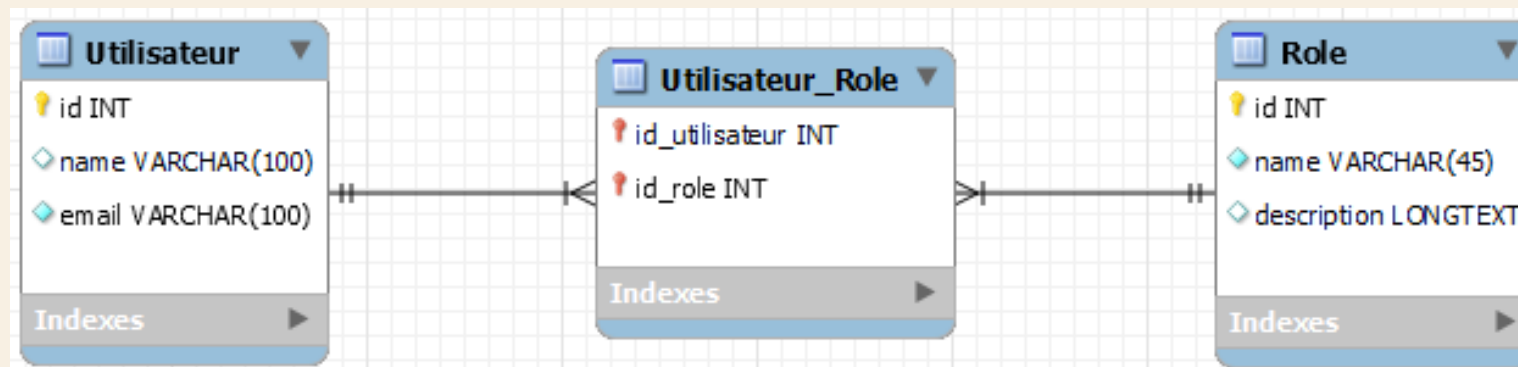 Utilisateur
id INT
name VARCHAR(100)
email VARCHAR(100)
Indexes
Utilisateur_Role
id_utilisateur INT
id_role INT
Indexes
Role
id INT
name VARCHAR(45)
description LONGTEXT
Indexes